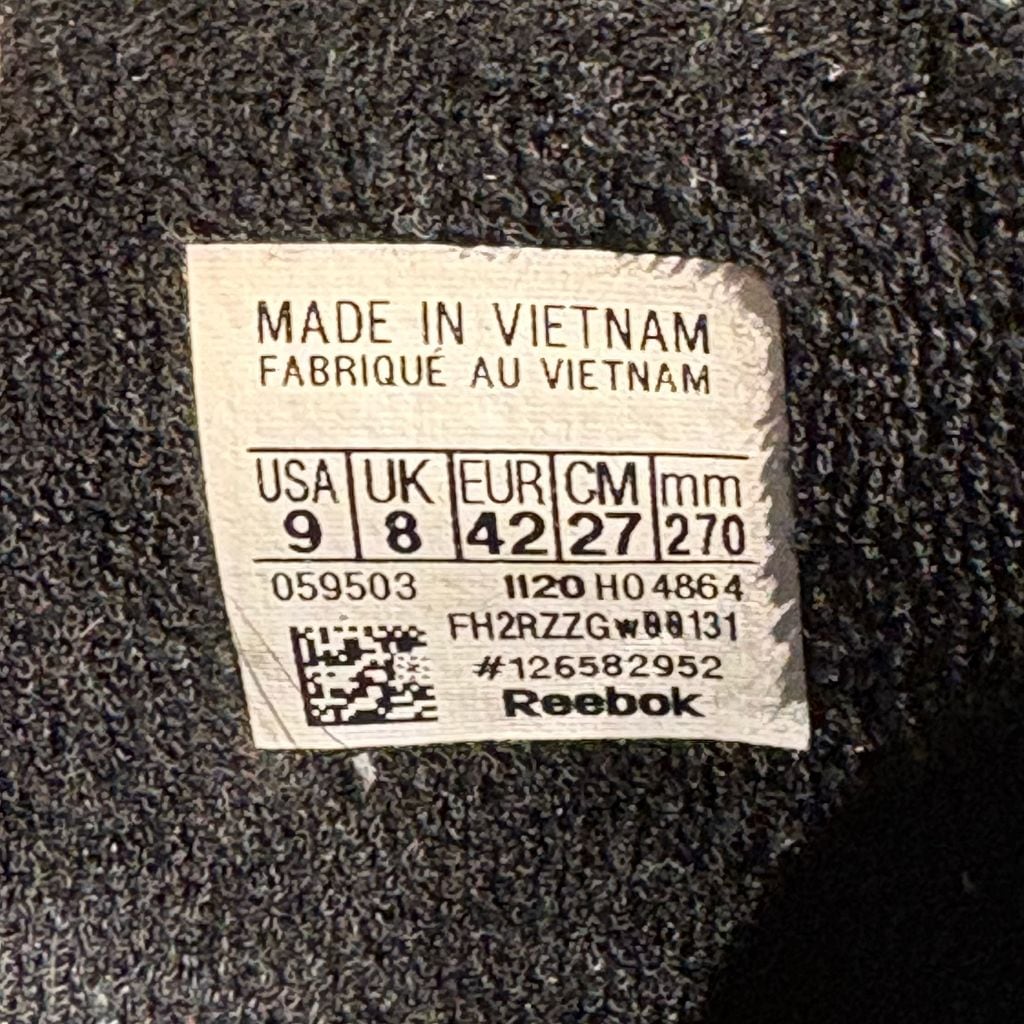 MADE IN VIETNAM
FABRIQUÉ AU VIETNAM
USA UK EUR CM mm
9 8 42 27 270
059503 1120 H04864
FH2RZZGW00131
#126582952
Reebok